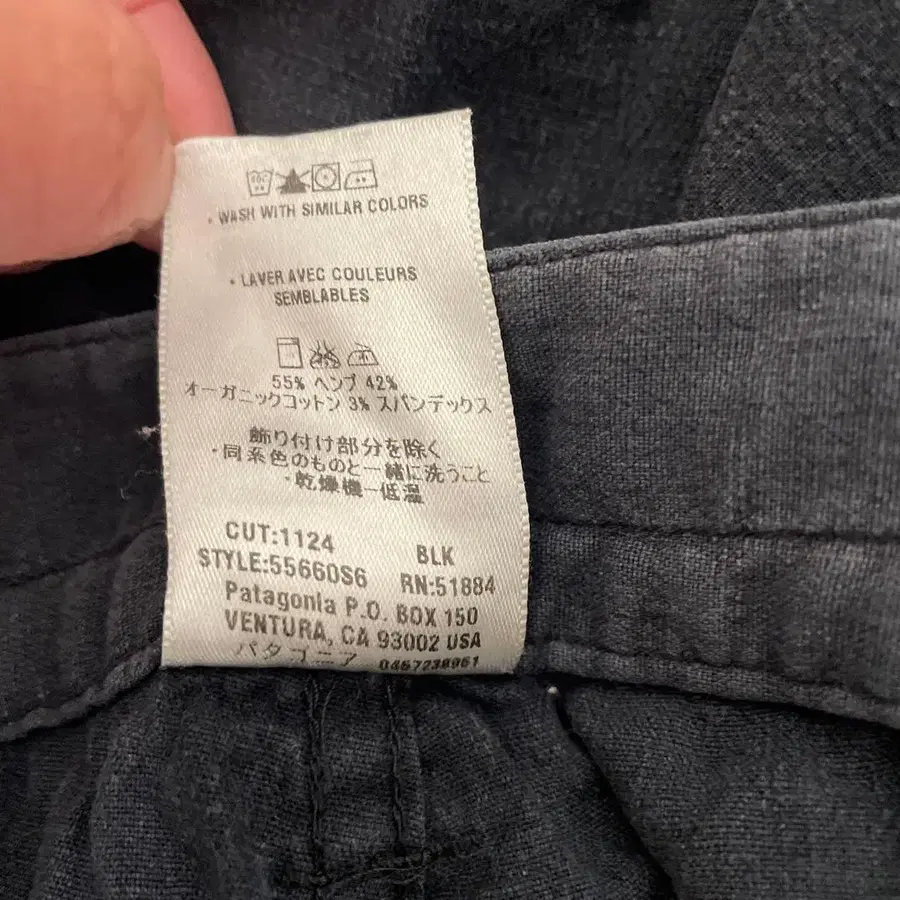 • WASH WITH SIMILAR COLORS
• LAVER AVEC COULEURS
SEMBLABLES
55% ヘンプ 42%
オーガニックコットン 3% スパンデックス
飾り付け部分を除く
・同系色のものと一緒に洗うこと
・乾燥機ー低温
CUT:1124 BLK
STYLE:55660S6 RN:51884
Patagonia P.O. BOX 150
VENTURA, CA 93002 USA
パタゴニア